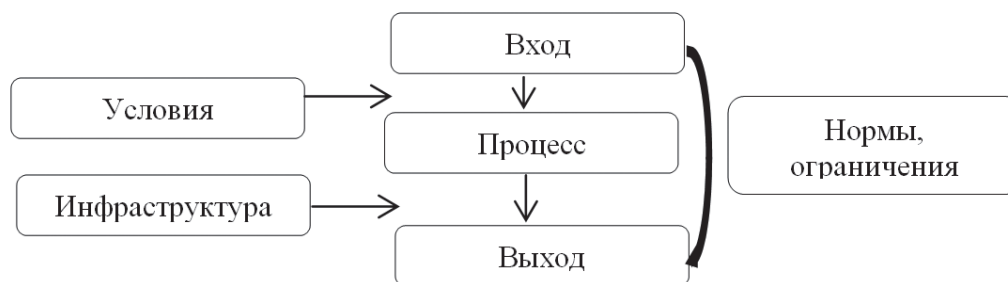 Вход
Условия
Процесс
Нормы,
ограничения
Инфраструктура
Выход